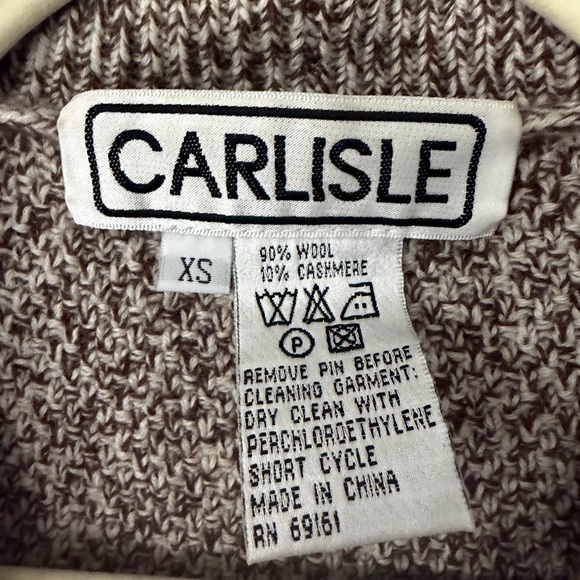 CARLISLE
XS
90% WOOL
10% CASHMERE
P
REMOVE PIN BEFORE
CLEANING GARMENT:
DRY CLEAN WITH
PERCHLOROETHYLENE
SHORT CYCLE
MADE IN CHINA
RN 69161